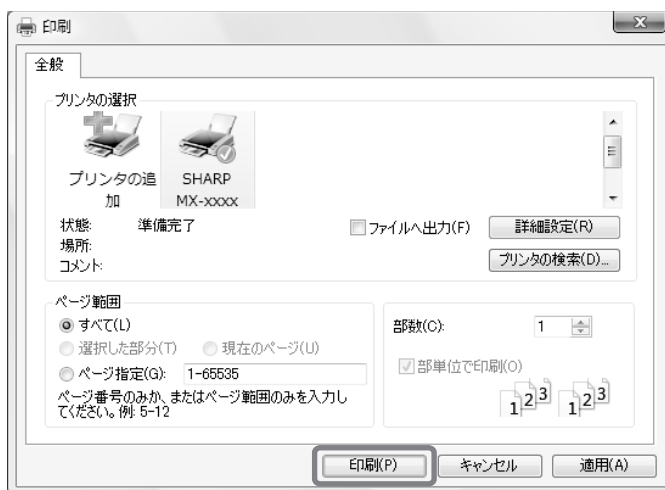 印刷
全般
プリンタの選択
プリンタの追
加
SHARP
MX-xxxx
状態: 準備完了
場所:
コメント:
ファイルへ出力(F)
詳細設定(R)
プリンタの検索(D)...
ページ範囲
すべて(L)
選択した部分(T) 現在のページ(U)
ページ指定(G): 1-65535
ページ番号のみか、またはページ範囲のみを入力し
てください。例: 5-12
部数(C): 1
部単位で印刷(O)
1 2 3 1 2 3
印刷(P) キャンセル 適用(A)